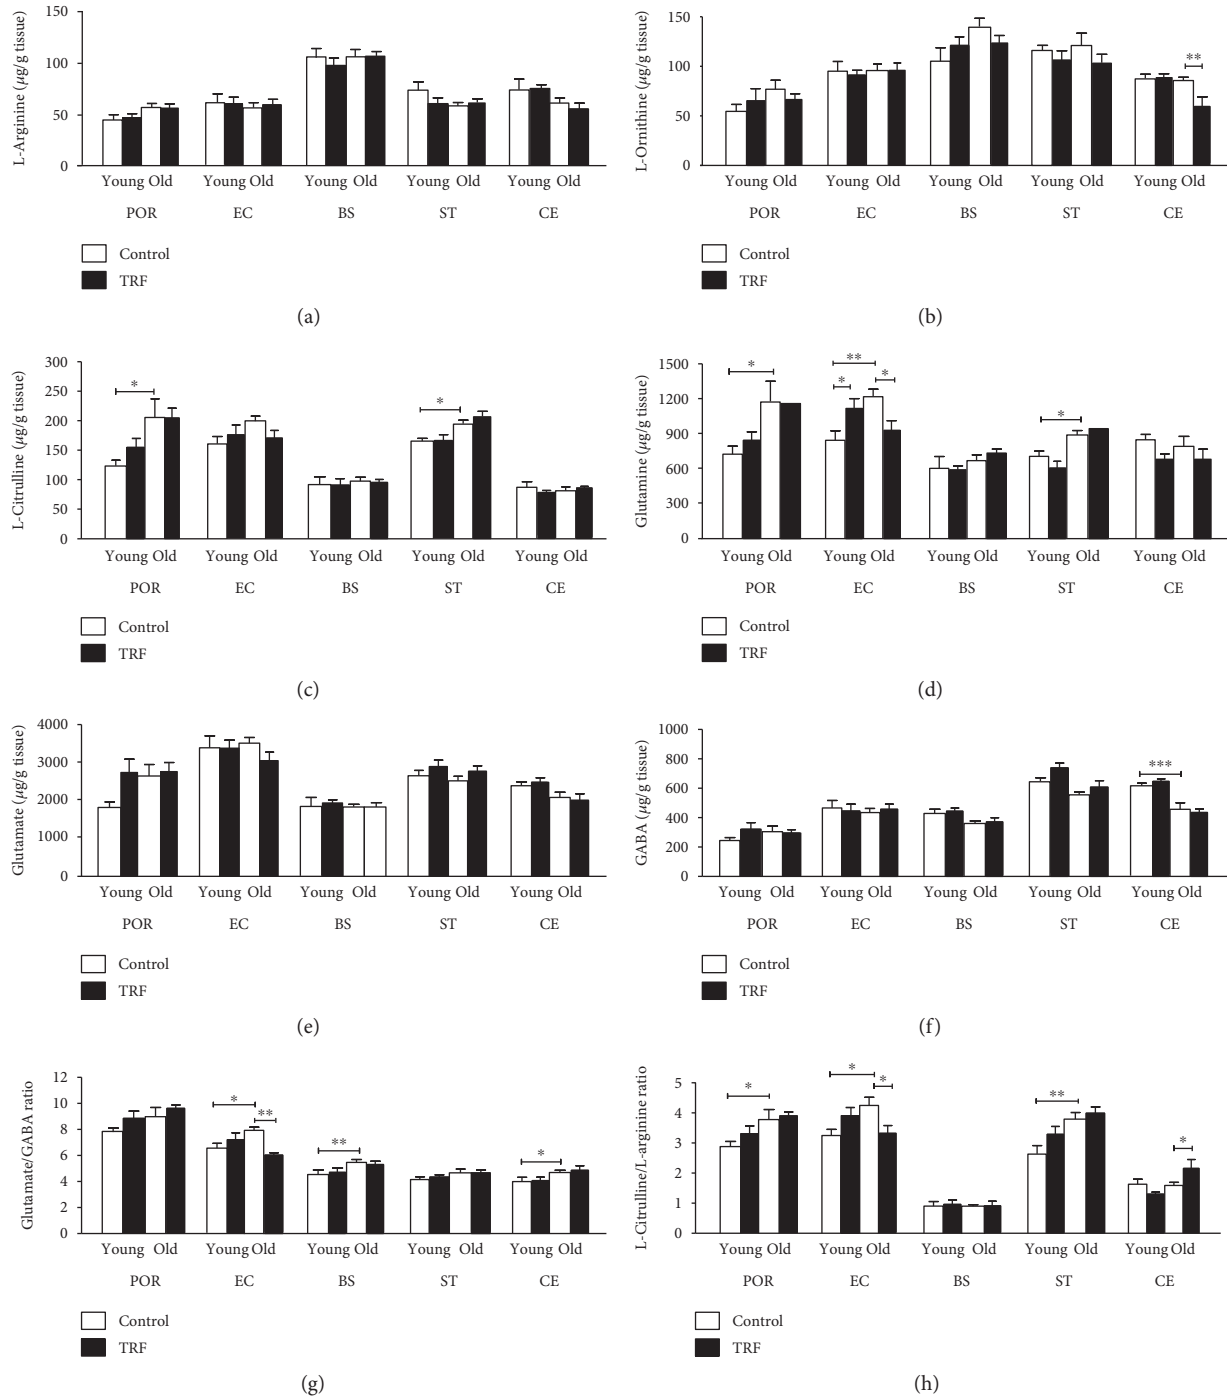 L-Arginine (µg/g tissue)
150
100
50
0
Young Old Young Old Young Old Young Old Young Old
POR EC BS ST CE
Control
TRF
(a)
L-Ornithine (µg/g tissue)
150
100
50
0
**
Young Old Young Old Young Old Young Old Young Old
POR EC BS ST CE
Control
TRF
(b)
L-Citrulline (µg/g tissue)
300
250
200
150
100
50
0
* *
Young Old Young Old Young Old Young Old Young Old
POR EC BS ST CE
Control
TRF
(c)
Glutamine (µg/g tissue)
1500
1200
900
600
300
0
* ** * * *
Young Old Young Old Young Old Young Old Young Old
POR EC BS ST CE
Control
TRF
(d)
Glutamate (µg/g tissue)
4000
3000
2000
1000
0
Young Old Young Old Young Old Young Old Young Old
POR EC BS ST CE
Control
TRF
(e)
GABA (µg/g tissue)
1000
800
600
400
200
0
***
Young Old Young Old Young Old Young Old Young Old
POR EC BS ST CE
Control
TRF
(f)
Glutamate/GABA ratio
12
10
8
6
4
2
0
* ** ** *
Young Old Young Old Young Old Young Old Young Old
POR EC BS ST CE
Control
TRF
(g)
L-Citrulline/L-arginine ratio
5
4
3
2
1
0
* * * ** *
Young Old Young Old Young Old Young Old Young Old
POR EC BS ST CE
Control
TRF
(h)